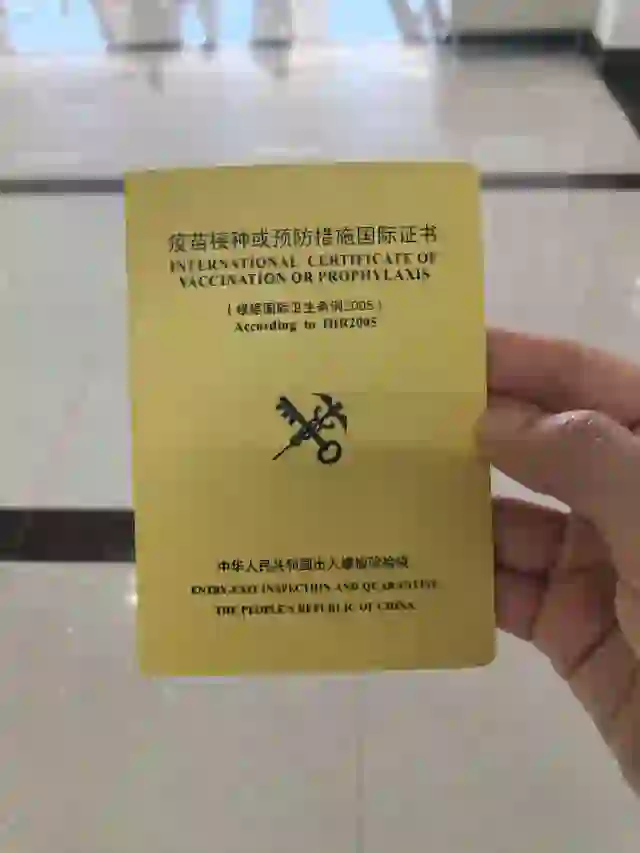 疫苗接种或预防措施国际证书
INTERNATIONAL CERTIFICATE OF
VACCINATION OR PROPHYLAXIS
(根据国际卫生条例2005)
According to IHR2005
中华人民共和国出入境检验检疫
ENTRY-EXIT INSPECTION AND QUARANTINE
THE PEOPLE'S REPUBLIC OF CHINA